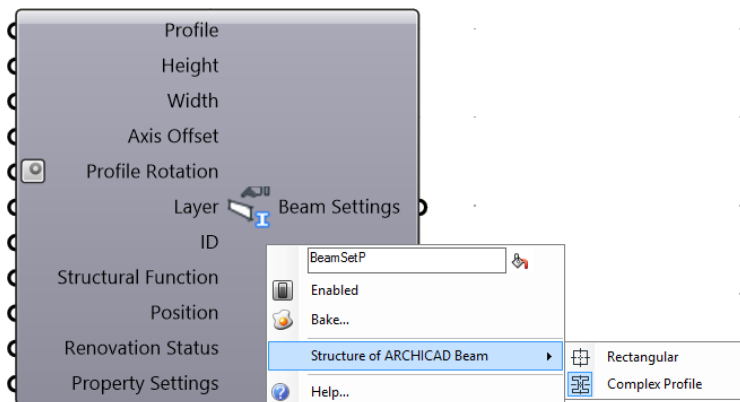 Profile
Height
Width
Axis Offset
Profile Rotation
Layer
Beam Settings
ID
Structural Function
Position
Renovation Status
Property Settings
BeamSetP
Enabled
Bake...
Structure of ARCHICAD Beam
Help...
Rectangular
Complex Profile